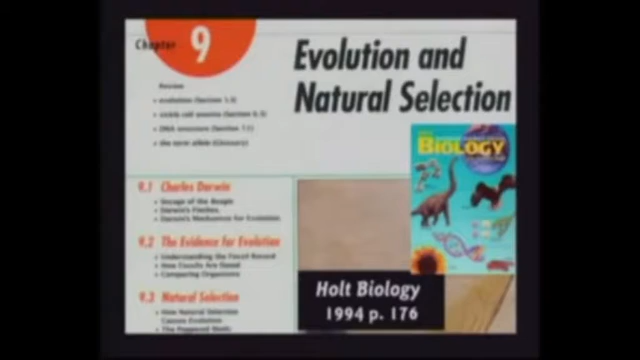 Chapter 9
Evolution and
Natural Selection
Review
• evolution (Section 1.3)
• sickle cell anemia (Section 6.3)
• DNA structure (Section 7.1)
• the term allele (Glossary)
BIOLOGY
9.1 Charles Darwin
• Voyage of the Beagle
• Darwin's Finches
• Darwin's Mechanism for Evolution
9.2 The Evidence for Evolution
• Understanding the Fossil Record
• How Fossils Are Dated
• Comparing Organisms
9.3 Natural Selection
• How Natural Selection
Causes Evolution
• The Peppered Moth:
Holt Biology
1994 p. 176